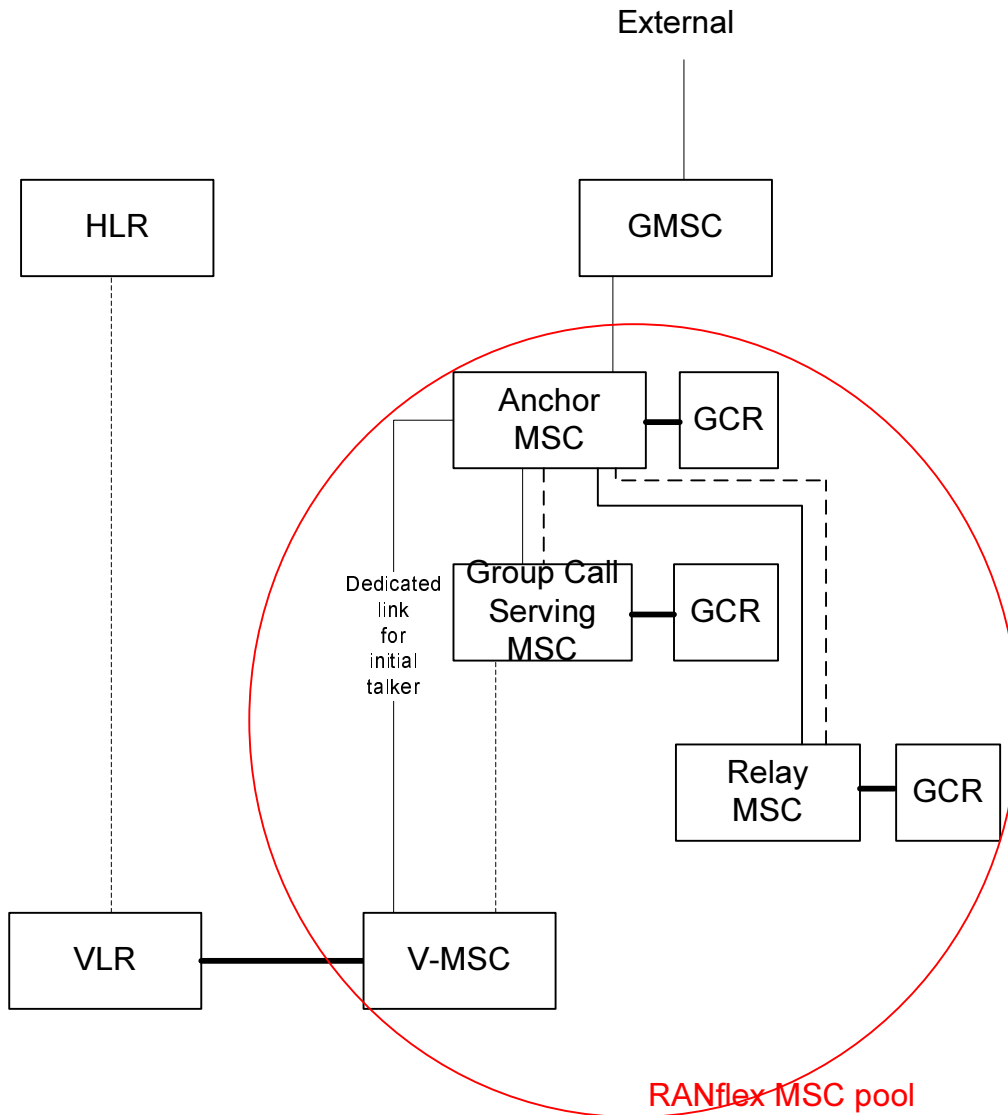 External
HLR
GMSC
Anchor
MSC
GCR
Dedicated
link
for
initial
talker
Group Call
Serving
MSC
GCR
Relay
MSC
GCR
VLR
V-MSC
RANflex MSC pool